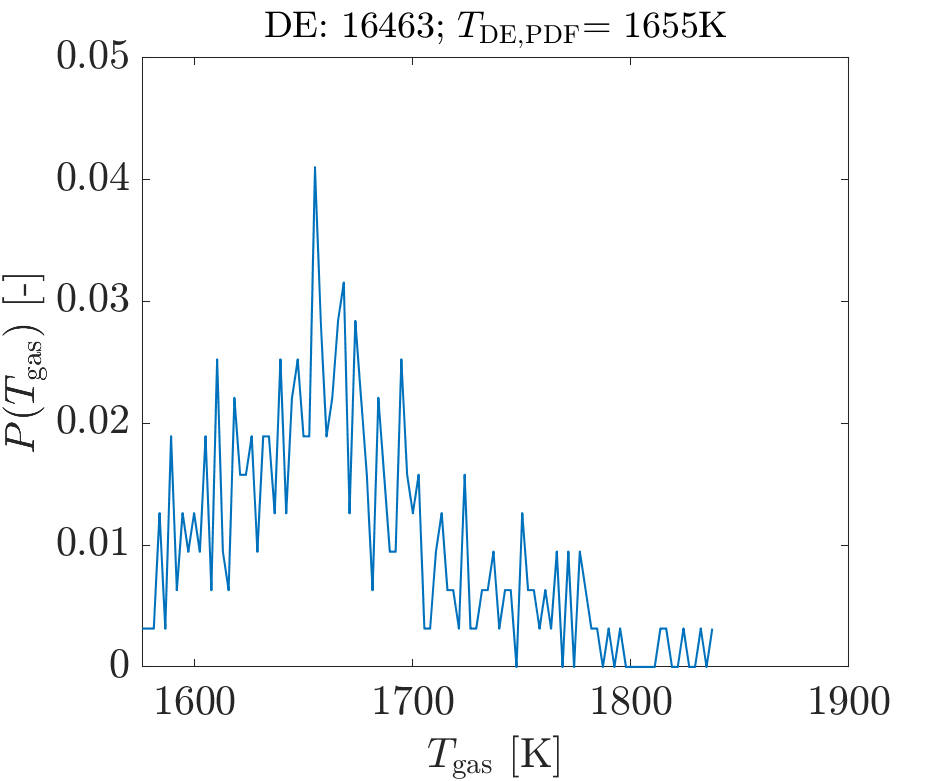 DE: 16463; T_DE,PDF= 1655K
0.05
0.04
0.03
0.02
0.01
0
P(T_gas) [-]
1600 1700 1800 1900
T_gas [K]